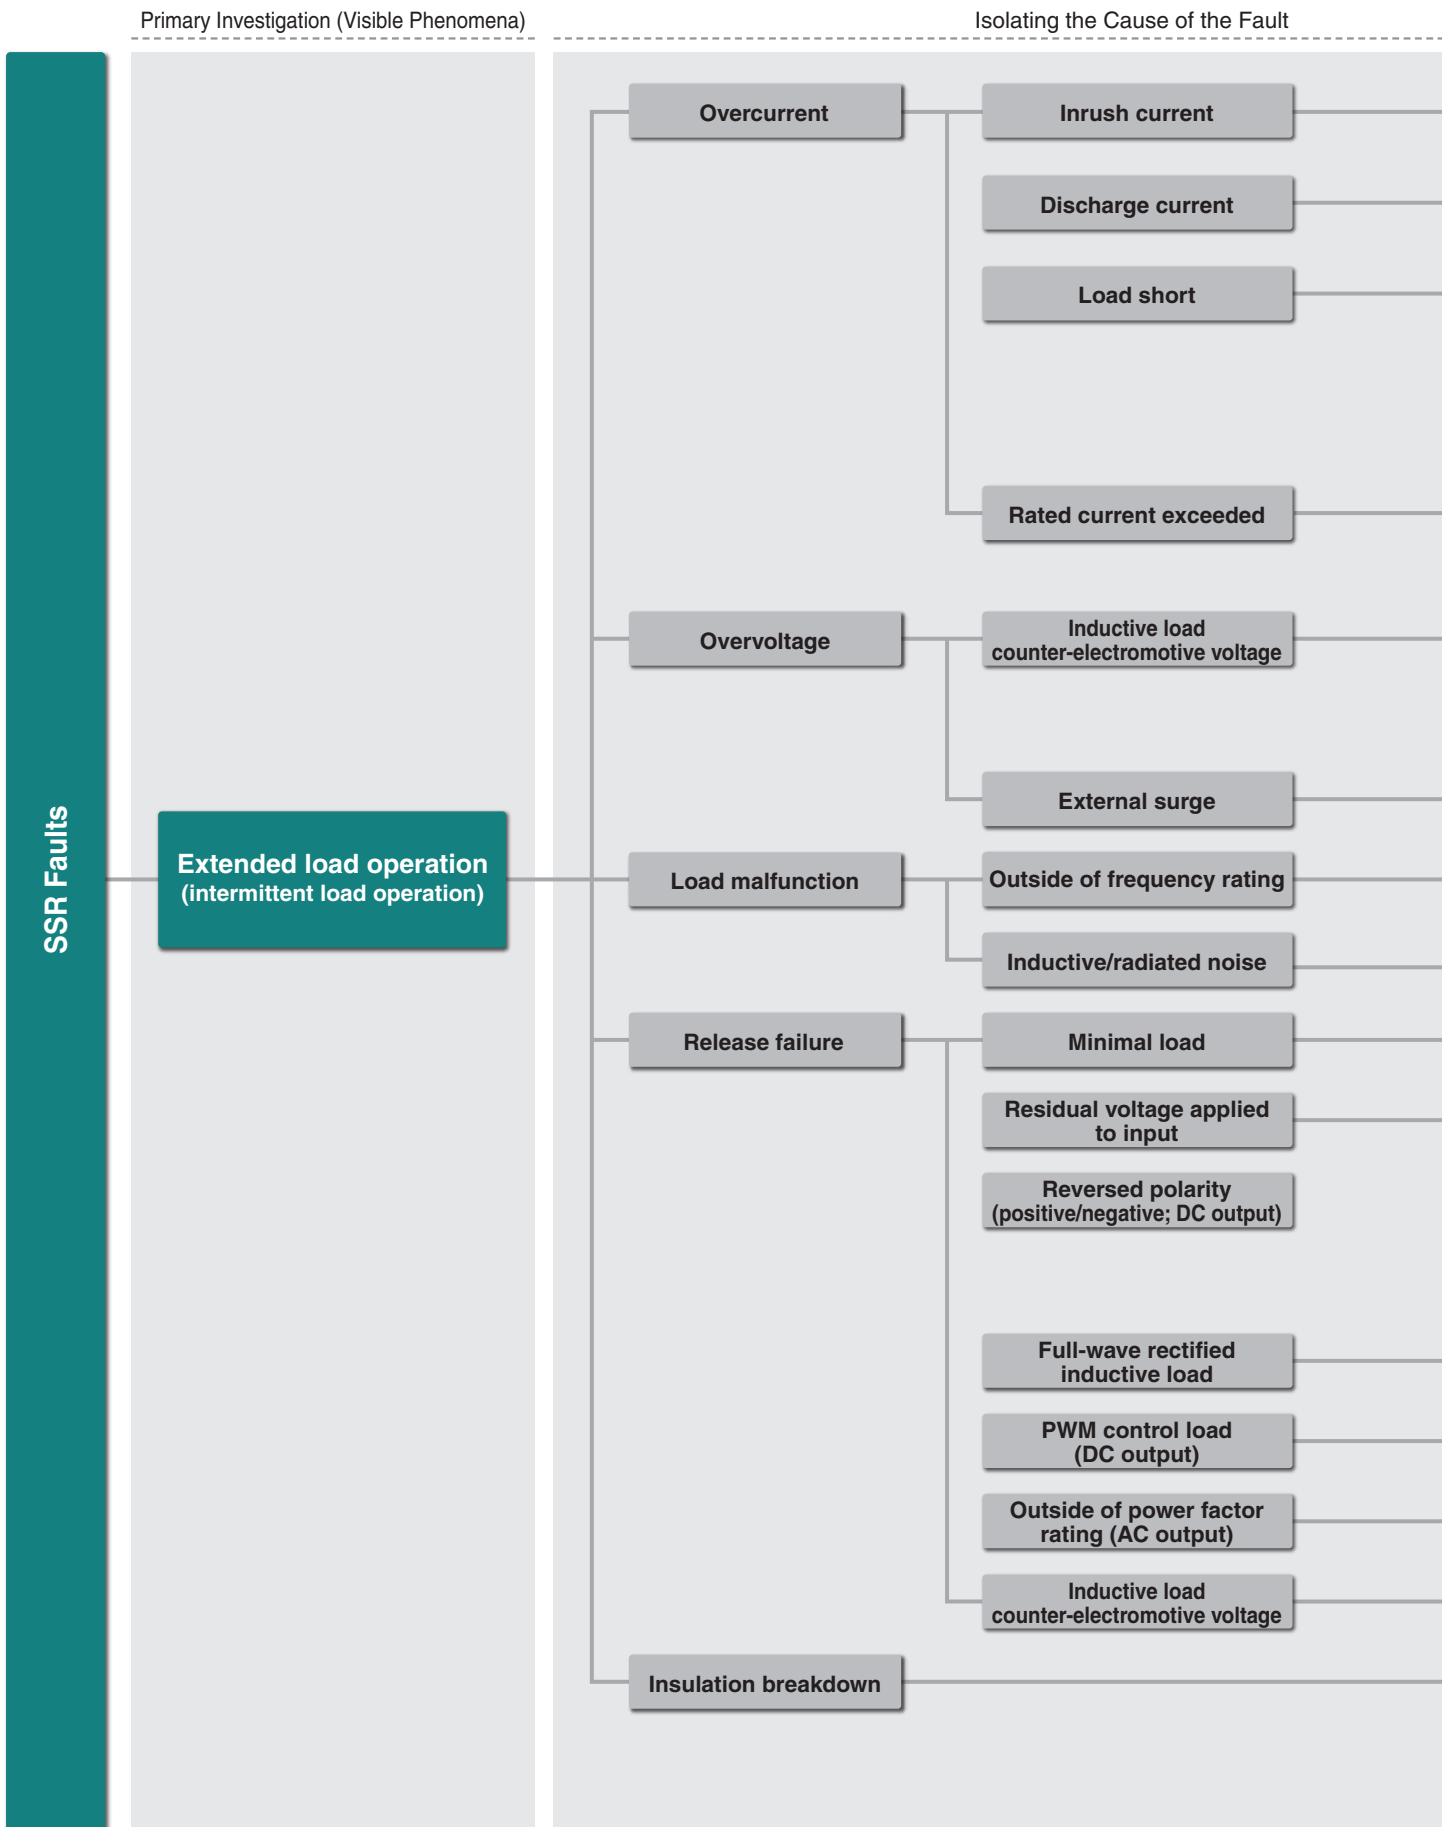 Primary Investigation (Visible Phenomena)
Isolating the Cause of the Fault
SSR Faults
Extended load operation
(intermittent load operation)
Overcurrent
Inrush current
Discharge current
Load short
Rated current exceeded
Overvoltage
Inductive load
counter-electromotive voltage
External surge
Load malfunction
Outside of frequency rating
Inductive/radiated noise
Release failure
Minimal load
Residual voltage applied
to input
Reversed polarity
(positive/negative; DC output)
Full-wave rectified
inductive load
PWM control load
(DC output)
Outside of power factor
rating (AC output)
Inductive load
counter-electromotive voltage
Insulation breakdown